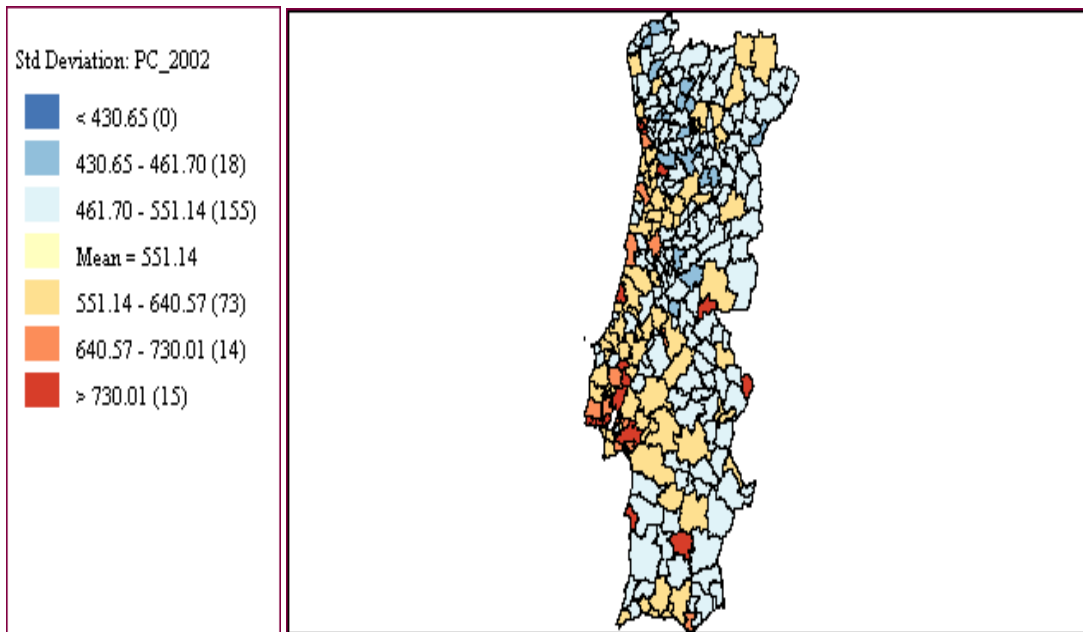 Std Deviation: PC_2002
< 430.65 (0)
430.65 - 461.70 (18)
461.70 - 551.14 (155)
Mean = 551.14
551.14 - 640.57 (73)
640.57 - 730.01 (14)
> 730.01 (15)